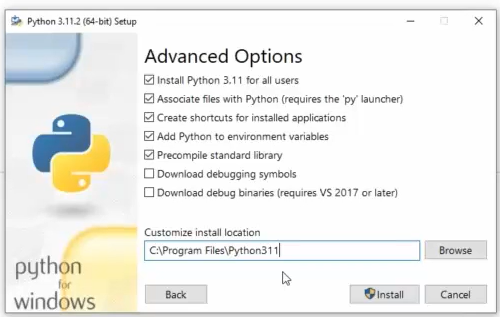 Python 3.11.2 (64-bit) Setup
Advanced Options
Install Python 3.11 for all users
Associate files with Python (requires the 'py' launcher)
Create shortcuts for installed applications
Add Python to environment variables
Precompile standard library
Download debugging symbols
Download debug binaries (requires VS 2017 or later)
Customize install location
C:\Program Files\Python311
Browse
python
for
windows
Back
Install
Cancel